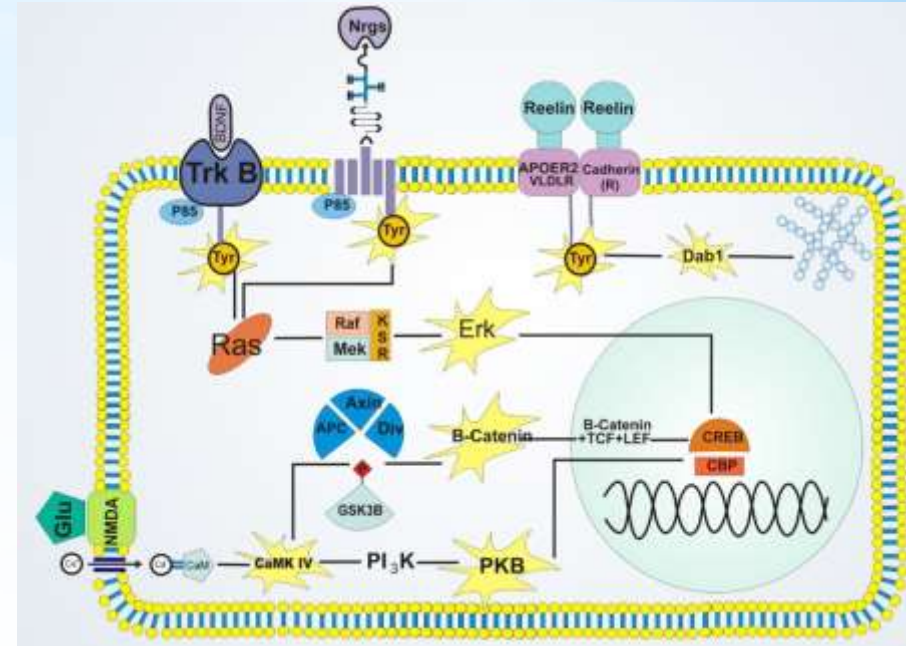 Nrgs
BDNF
Trk B
P85
P85
Tyr
Tyr
Reelin
Reelin
APOER2
VLDLR
Cadherin
(R)
Tyr
Dab1
Ras
Raf
Mek
KSR
Erk
Axin
APC
Div
B-Catenin
B-Catenin
+TCF+LEF
CREB
CBP
GSK3B
Glu
NMDA
CaM
CaMK IV
PI3K
PKB